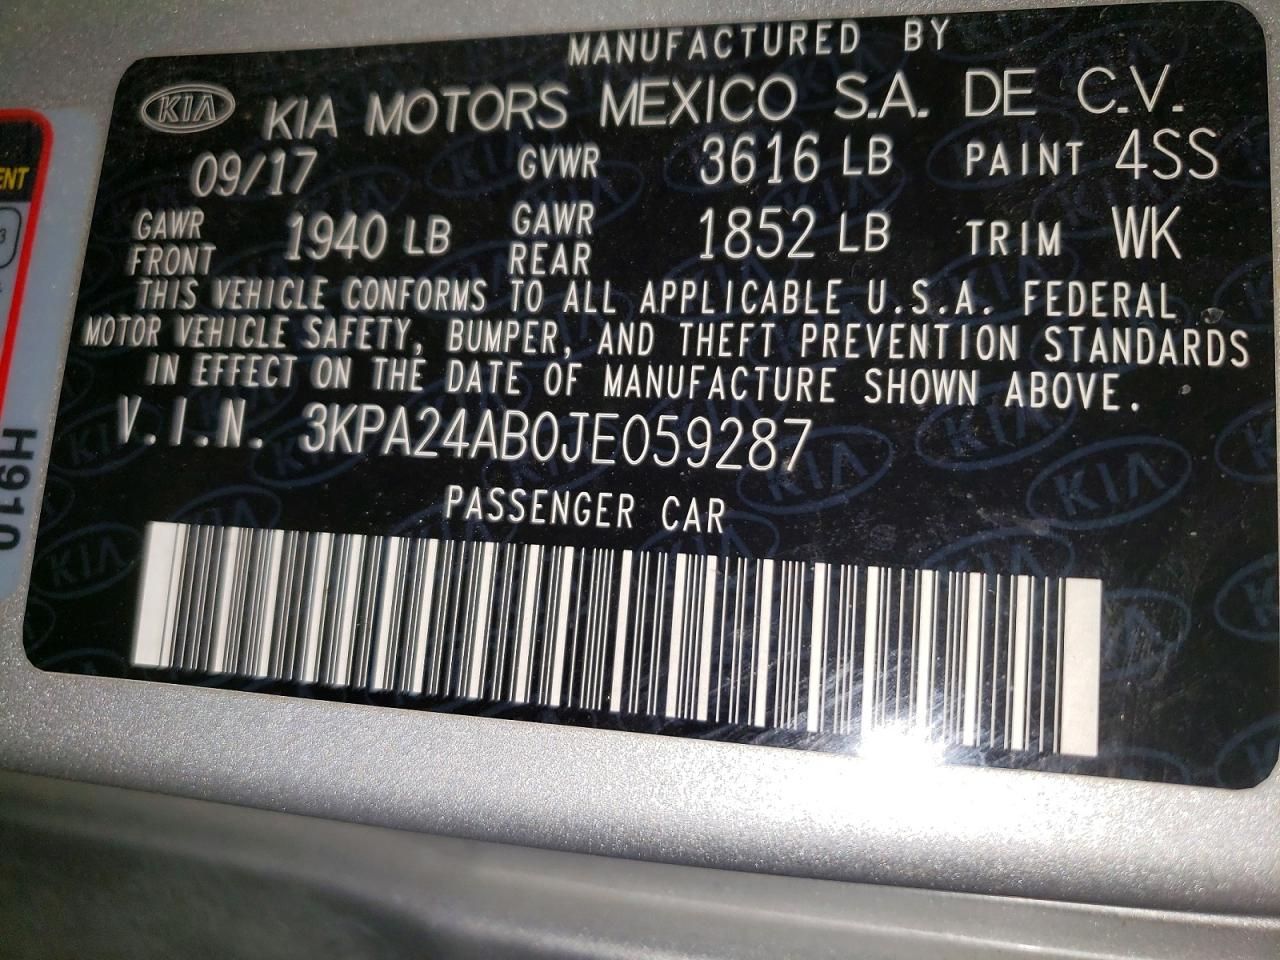 MANUFACTURED BY
KIA KIA MOTORS MEXICO S.A. DE C.V.
09/17 GVWR 3616 LB PAINT 4SS
GAWR FRONT 1940 LB GAWR REAR 1852 LB TRIM WK
THIS VEHICLE CONFORMS TO ALL APPLICABLE U.S.A. FEDERAL
MOTOR VEHICLE SAFETY, BUMPER, AND THEFT PREVENTION STANDARDS
IN EFFECT ON THE DATE OF MANUFACTURE SHOWN ABOVE.
V.I.N. 3KPA24AB0JE059287
PASSENGER CAR
ENT
3
H910